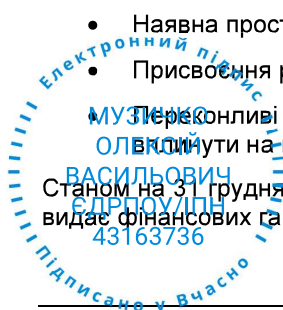 • Наявна прост
• Присвоєння р
• Переконливі
вплинути на
Станом на 31 грудня
видає фінансових га
Електронний підпис
МУЗИЧКО
ОЛЕКСІЙ
ВАСИЛЬОВИЧ
ЄДРПОУ/ІПН
43163736
Підписано у Вчасно